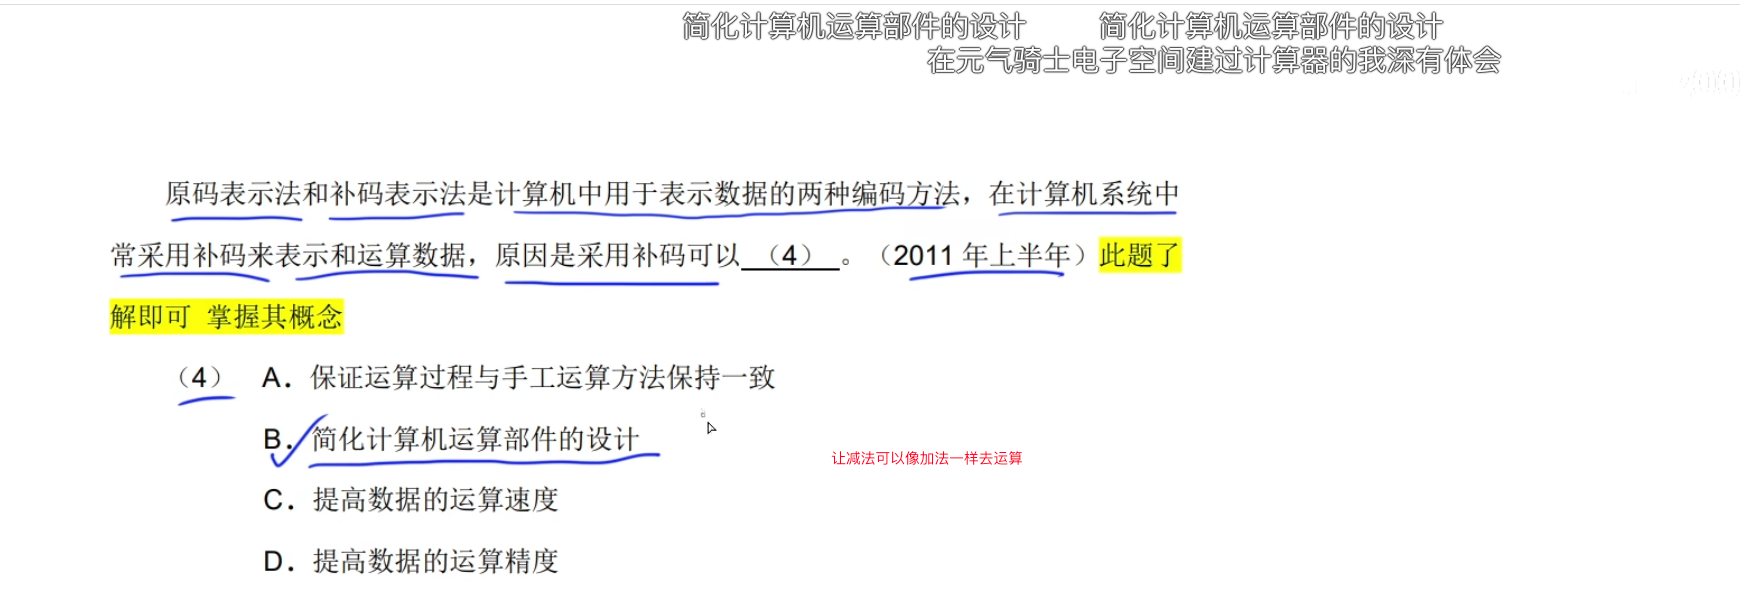 简化计算机运算部件的设计 简化计算机运算部件的设计
在元气骑士电子空间建过计算器的我深有体会
原码表示法和补码表示法是计算机中用于表示数据的两种编码方法，在计算机系统中
常采用补码来表示和运算数据，原因是采用补码可以 （4） 。（2011 年上半年）此题了
解即可 掌握其概念
（4） A．保证运算过程与手工运算方法保持一致
B．简化计算机运算部件的设计
让减法可以像加法一样去运算
C．提高数据的运算速度
D．提高数据的运算精度